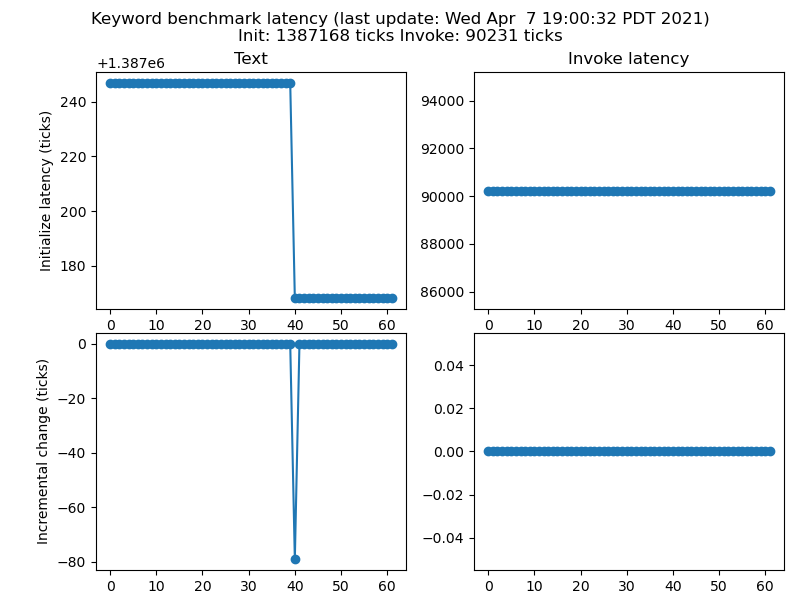 Keyword benchmark latency (last update: Wed Apr  7 19:00:32 PDT 2021)
Init: 1387168 ticks Invoke: 90231 ticks
Text
Invoke latency
+1.387e6
Initialize latency (ticks)
240
220
200
180
0 10 20 30 40 50 60
94000
92000
90000
88000
86000
0 10 20 30 40 50 60
Incremental change (ticks)
0
−20
−40
−60
−80
0 10 20 30 40 50 60
0.04
0.02
0.00
−0.02
−0.04
0 10 20 30 40 50 60